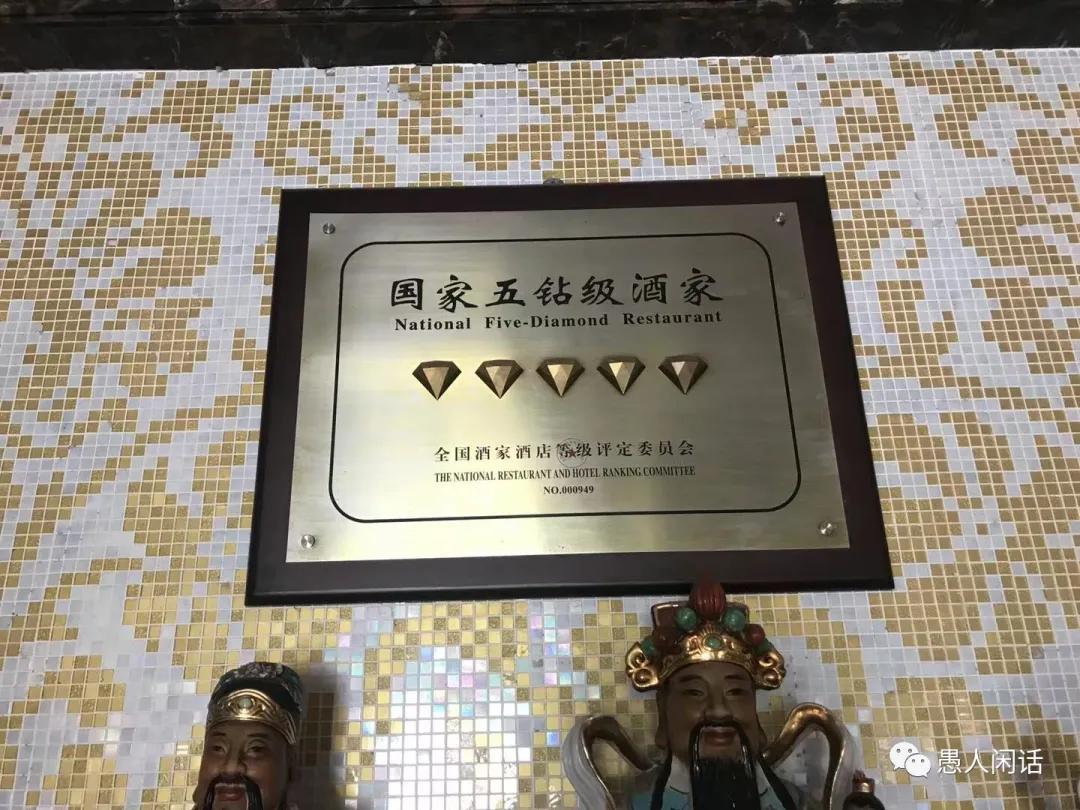 国家五钻级酒家
National Five-Diamond Restaurant
全国酒家酒店等级评定委员会
THE NATIONAL RESTAURANT AND HOTEL RANKING COMMITTEE
NO.000949
愚人闲话